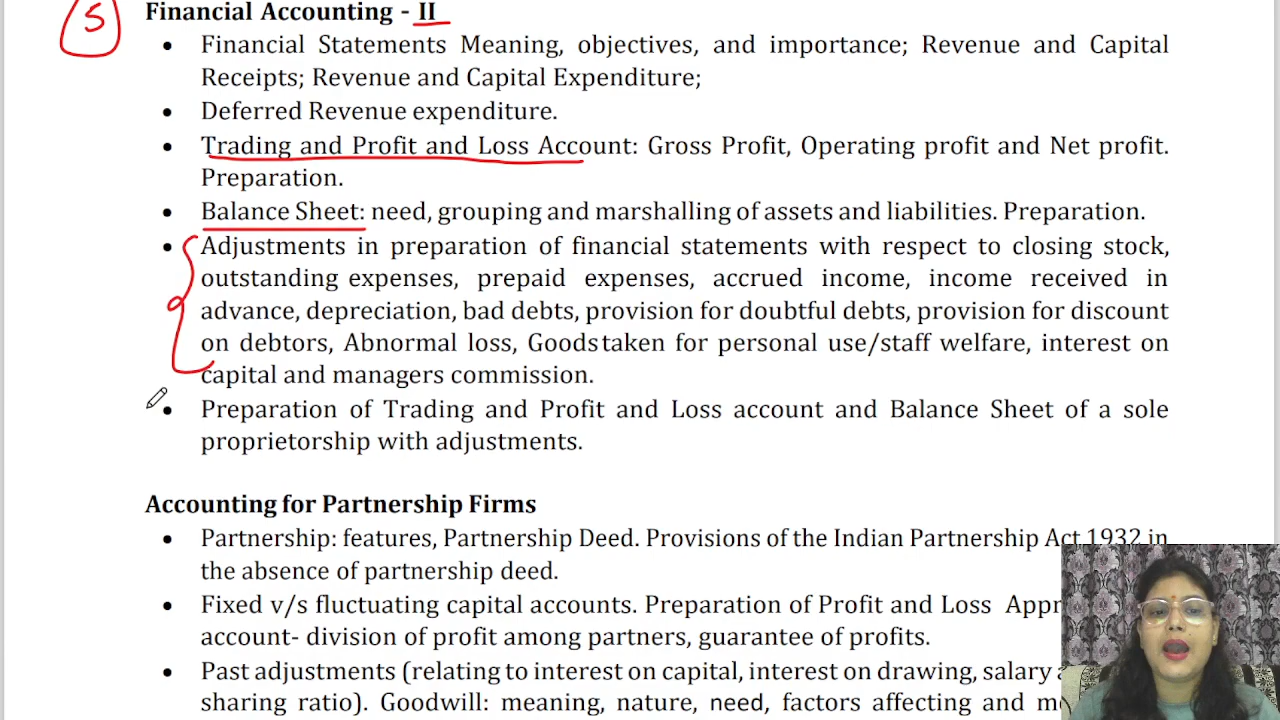 5
Financial Accounting - II
• Financial Statements Meaning, objectives, and importance; Revenue and Capital
Receipts; Revenue and Capital Expenditure;
• Deferred Revenue expenditure.
• Trading and Profit and Loss Account: Gross Profit, Operating profit and Net profit.
Preparation.
• Balance Sheet: need, grouping and marshalling of assets and liabilities. Preparation.
• Adjustments in preparation of financial statements with respect to closing stock,
outstanding expenses, prepaid expenses, accrued income, income received in
advance, depreciation, bad debts, provision for doubtful debts, provision for discount
on debtors, Abnormal loss, Goods taken for personal use/staff welfare, interest on
capital and managers commission.
• Preparation of Trading and Profit and Loss account and Balance Sheet of a sole
proprietorship with adjustments.
Accounting for Partnership Firms
• Partnership: features, Partnership Deed. Provisions of the Indian Partnership Act 1932 in
the absence of partnership deed.
• Fixed v/s fluctuating capital accounts. Preparation of Profit and Loss
account- division of profit among partners, guarantee of profits.
• Past adjustments (relating to interest on capital, interest on drawing, salary
sharing ratio). Goodwill: meaning, nature, need, factors affecting and